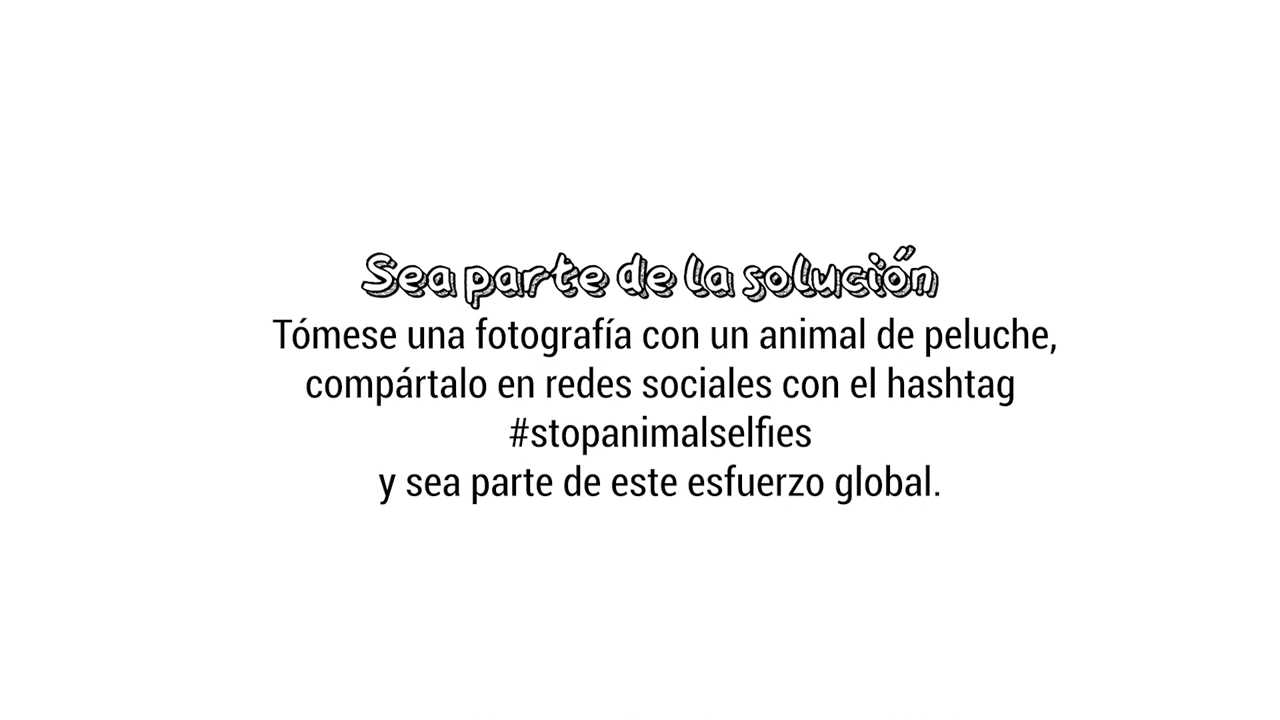 Sea parte de la solución
Tómese una fotografía con un animal de peluche,
compártalo en redes sociales con el hashtag
#stopanimalselfies
y sea parte de este esfuerzo global.